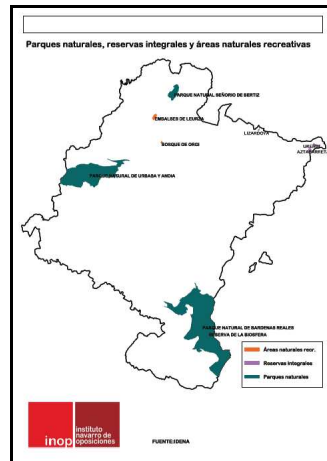 Parques naturales, reservas integrales y áreas naturales recreativas
PARQUE NATURAL SEÑORIO DE BERTIZ
EMBALSES DE LEURZA
LIZARDOYA
BOSQUE DE ORGI
AZTAPARRETA
PARQUE NATURAL DE URBASA Y ANDIA
PARQUE NATURAL DE BARDENAS REALES
RESERVA DE LA BIOSFERA
Áreas naturales recr.
Reservas integrales
Parques naturales
inop instituto navarro de oposiciones
FUENTE:IDENA